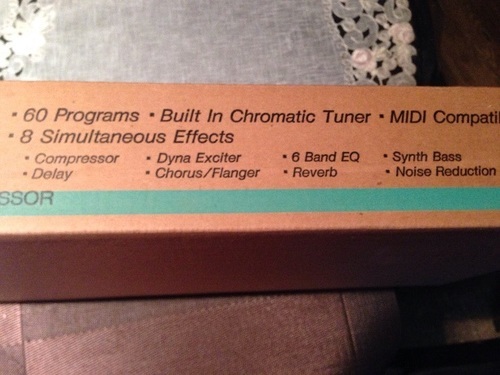 • 60 Programs • Built In Chromatic Tuner • MIDI Compati
• 8 Simultaneous Effects
• Compressor • Dyna Exciter • 6 Band EQ • Synth Bass
• Delay • Chorus/Flanger • Reverb • Noise Reduction
SSOR